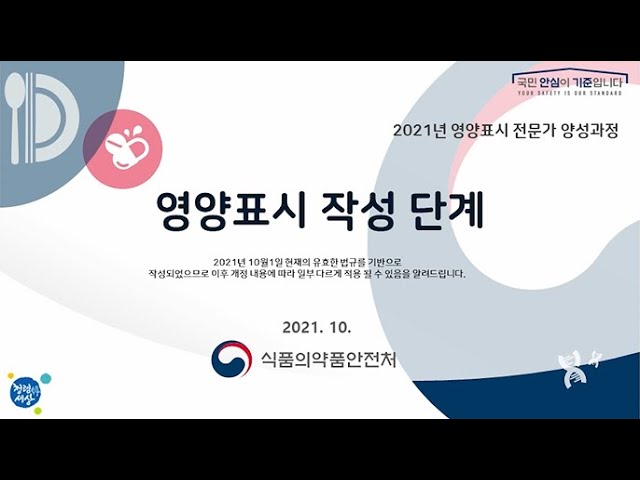 국민 안심이 기준입니다
YOUR SAFETY IS OUR STANDARD
2021년 영양표시 전문가 양성과정
영양표시 작성 단계
2021년 10월1일 현재의 유효한 법규를 기반으로
작성되었으므로 이후 개정 내용에 따라 일부 다르게 적용 될 수 있음을 알려드립니다.
2021. 10.
식품의약품안전처
청렴한
세상